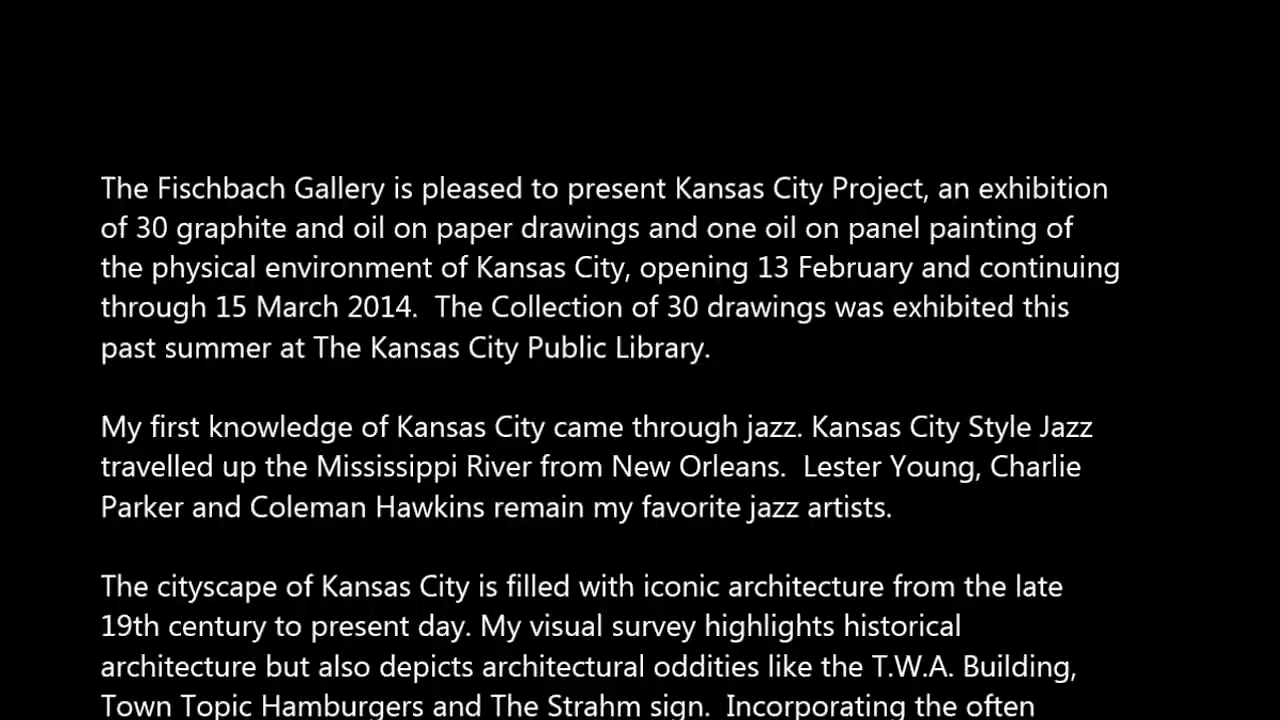 The Fischbach Gallery is pleased to present Kansas City Project, an exhibition
of 30 graphite and oil on paper drawings and one oil on panel painting of
the physical environment of Kansas City, opening 13 February and continuing
through 15 March 2014.  The Collection of 30 drawings was exhibited this
past summer at The Kansas City Public Library.
My first knowledge of Kansas City came through jazz. Kansas City Style Jazz
travelled up the Mississippi River from New Orleans.  Lester Young, Charlie
Parker and Coleman Hawkins remain my favorite jazz artists.
The cityscape of Kansas City is filled with iconic architecture from the late
19th century to present day. My visual survey highlights historical
architecture but also depicts architectural oddities like the T.W.A. Building,
Town Topic Hamburgers and The Strahm sign.  Incorporating the often